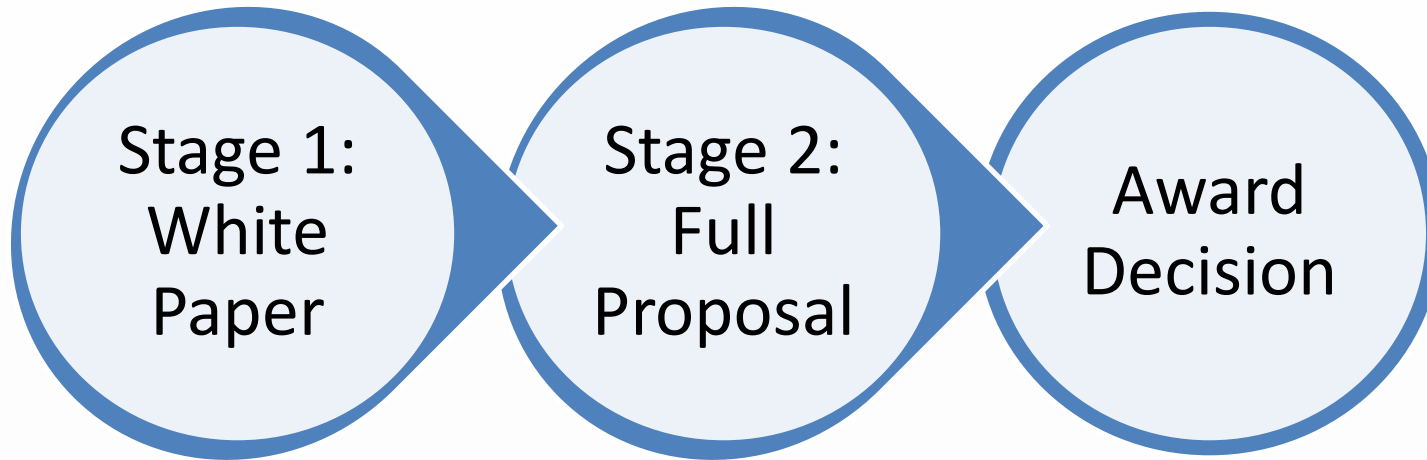 Stage 1:
White
Paper
Stage 2:
Full
Proposal
Award
Decision